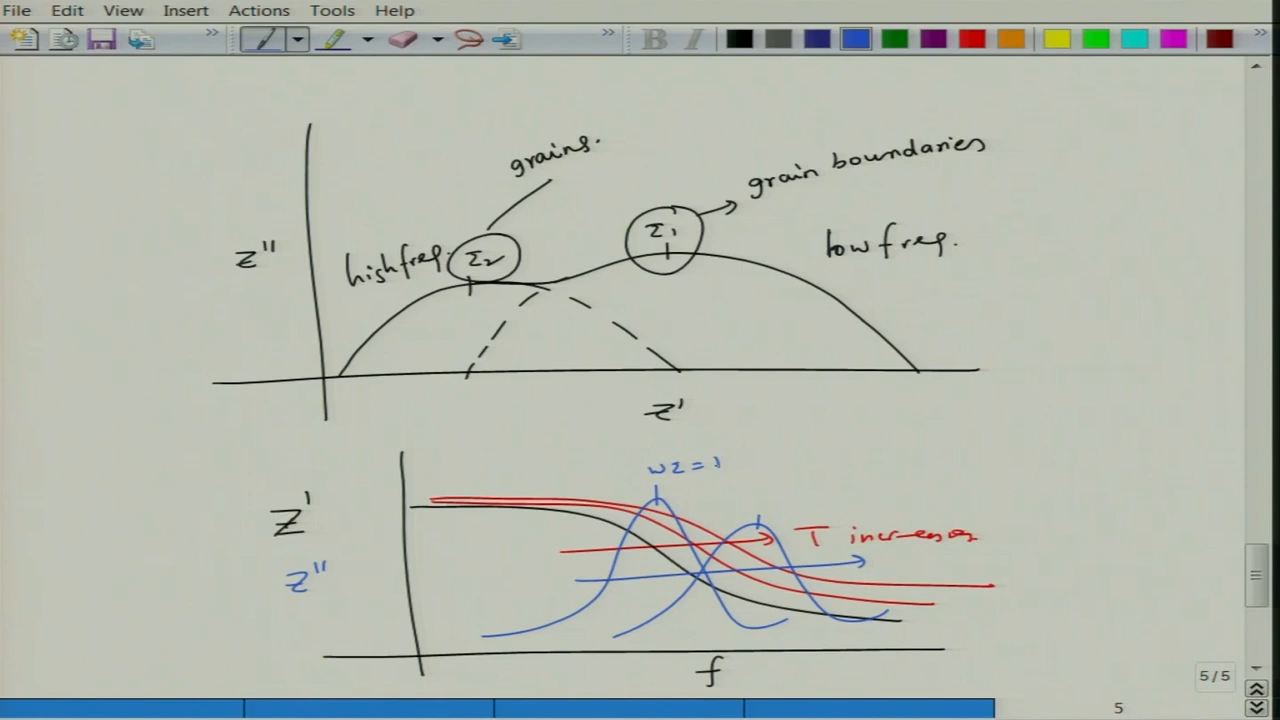 File Edit View Insert Actions Tools Help
B I
grains.
grain boundaries
Z"
high freq.
τ2
τ1
low freq.
Z'
Z'
Z"
ωτ=1
T increases
f
5 / 5
5